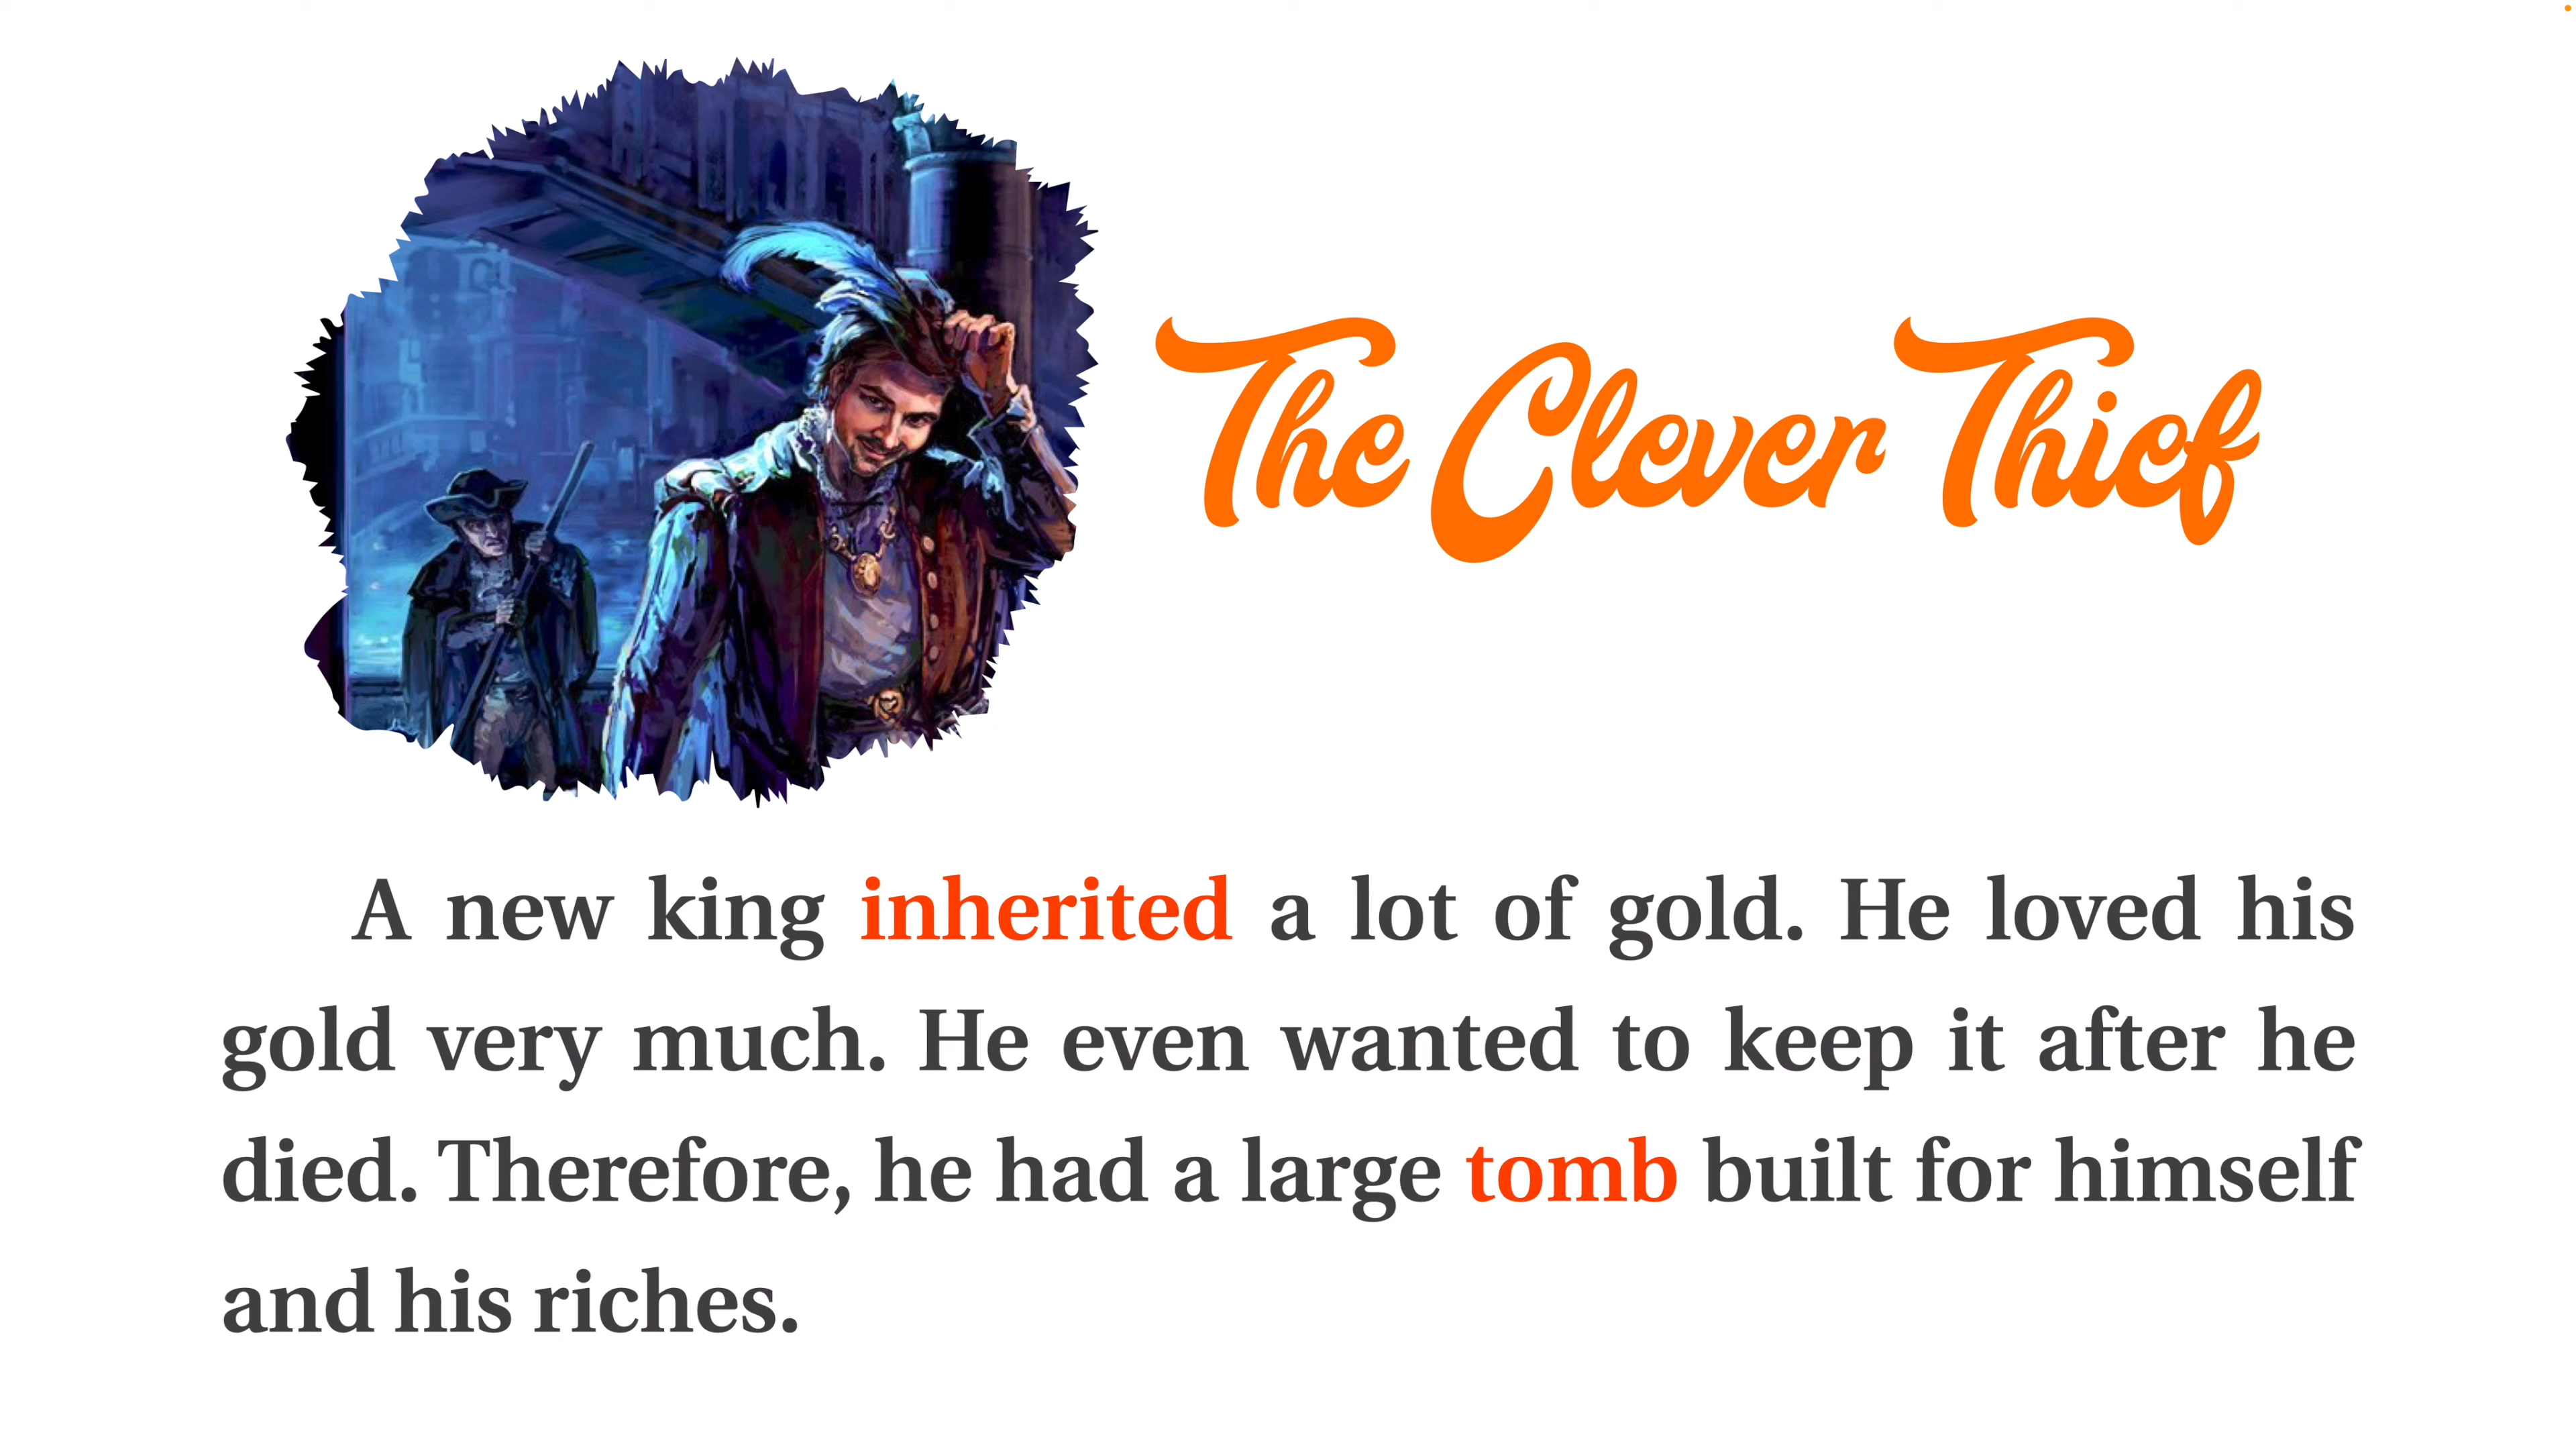 The Clever Thief
A new king inherited a lot of gold. He loved his
gold very much. He even wanted to keep it after he
died. Therefore, he had a large tomb built for himself
and his riches.